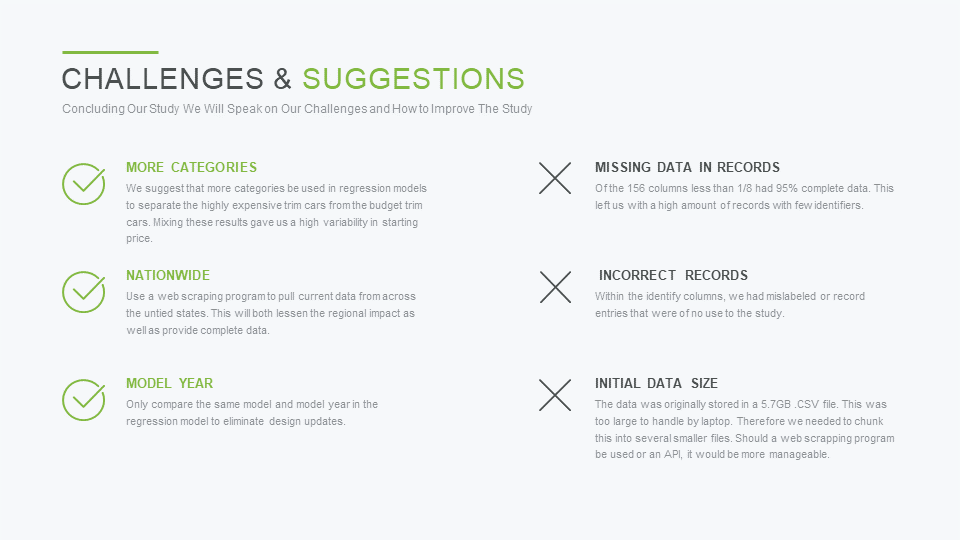 CHALLENGES & SUGGESTIONS
Concluding Our Study We Will Speak on Our Challenges and How to Improve The Study
MORE CATEGORIES
We suggest that more categories be used in regression models
to separate the highly expensive trim cars from the budget trim
cars. Mixing these results gave us a high variability in starting
price.
NATIONWIDE
Use a web scraping program to pull current data from across
the untied states. This will both lessen the regional impact as
well as provide complete data.
MODEL YEAR
Only compare the same model and model year in the
regression model to eliminate design updates.
MISSING DATA IN RECORDS
Of the 156 columns less than 1/8 had 95% complete data. This
left us with a high amount of records with few identifiers.
INCORRECT RECORDS
Within the identify columns, we had mislabeled or record
entries that were of no use to the study.
INITIAL DATA SIZE
The data was originally stored in a 5.7GB .CSV file. This was
too large to handle by laptop. Therefore we needed to chunk
this into several smaller files. Should a web scrapping program
be used or an API, it would be more manageable.